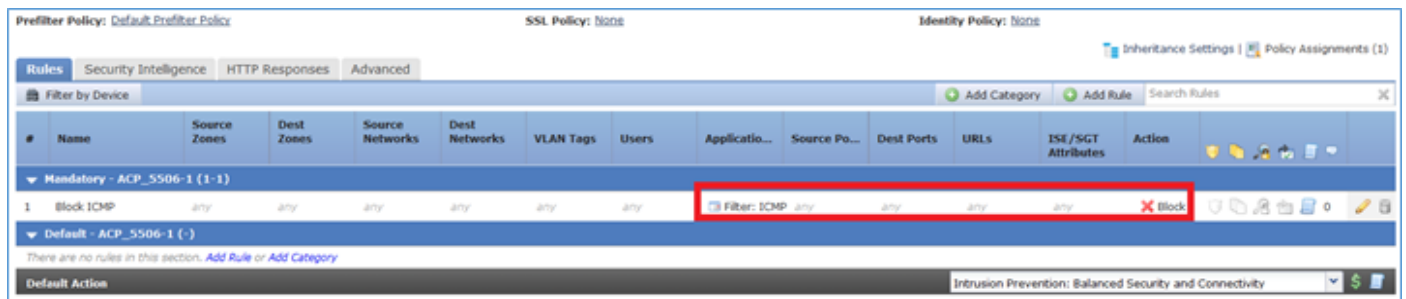 Prefilter Policy: Default Prefilter Policy SSL Policy: None Identity Policy: None
Inheritance Settings | Policy Assignments (1)
Rules Security Intelligence HTTP Responses Advanced
Filter by Device Add Category Add Rule Search Rules
# Name Source Zones Dest Zones Source Networks Dest Networks VLAN Tags Users Applicatio... Source Po... Dest Ports URLs ISE/SGT Attributes Action
Mandatory - ACP_5506-1 (1-1)
1 Block ICMP any any any any any any Filter: ICMP any any any any Block 0
Default - ACP_5506-1 (-)
There are no rules in this section. Add Rule or Add Category
Default Action Intrusion Prevention: Balanced Security and Connectivity